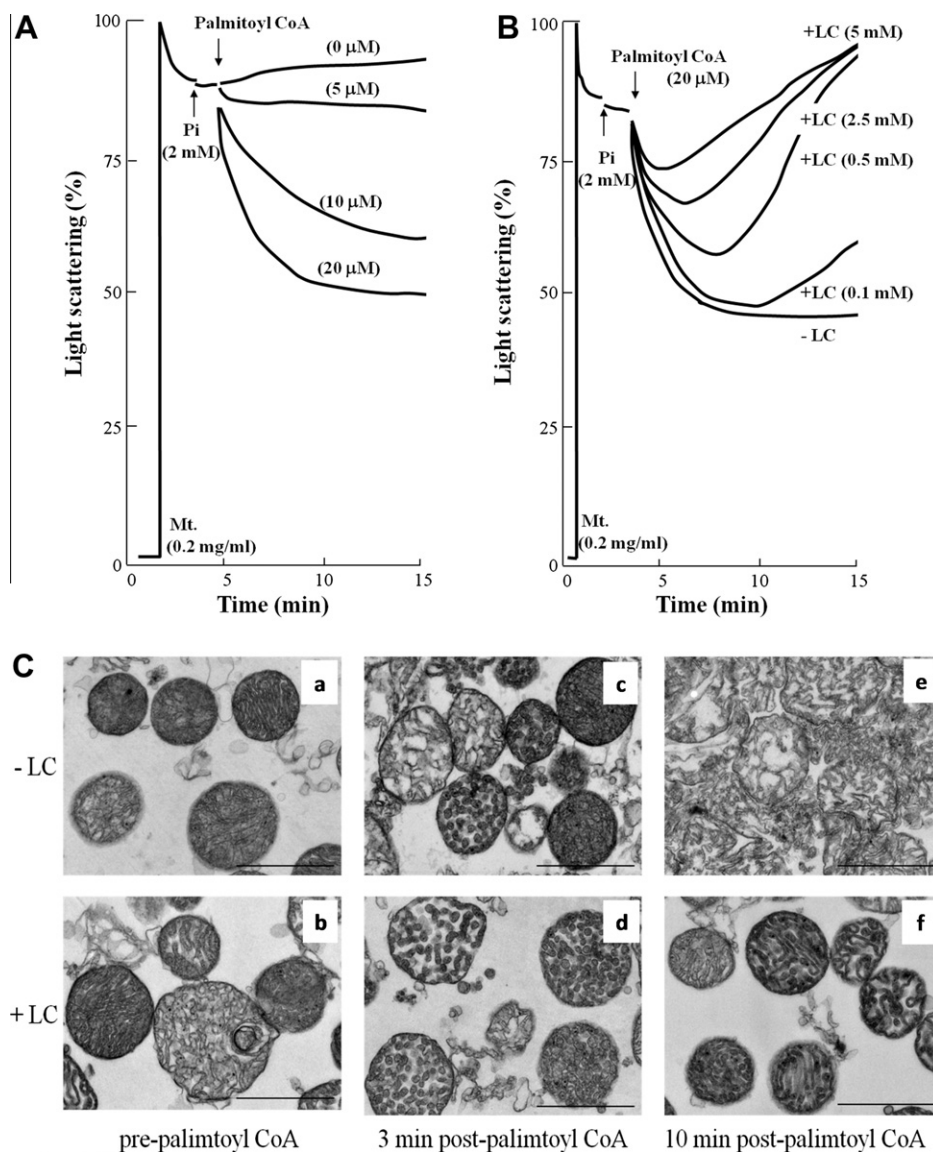 A
100
75
50
25
0
Light scattering (%)
Palmitoyl CoA
(0 μM)
(5 μM)
Pi
(2 mM)
(10 μM)
(20 μM)
Mt.
(0.2 mg/ml)
0
5
10
15
Time (min)
B
100
75
50
25
0
Light scattering (%)
Palmitoyl CoA
(20 μM)
+LC (5 mM)
+LC (2.5 mM)
Pi
(2 mM)
+LC (0.5 mM)
+LC (0.1 mM)
- LC
Mt.
(0.2 mg/ml)
0
5
10
15
Time (min)
C
- LC
a
c
e
+ LC
b
d
f
pre-palimtoyl CoA
3 min post-palimtoyl CoA
10 min post-palimtoyl CoA